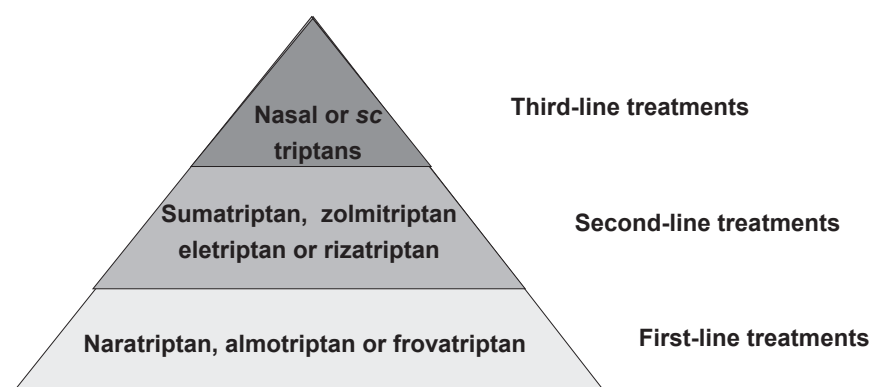 Nasal or sc
triptans
Third-line treatments
Sumatriptan, zolmitriptan
eletriptan or rizatriptan
Second-line treatments
Naratriptan, almotriptan or frovatriptan
First-line treatments